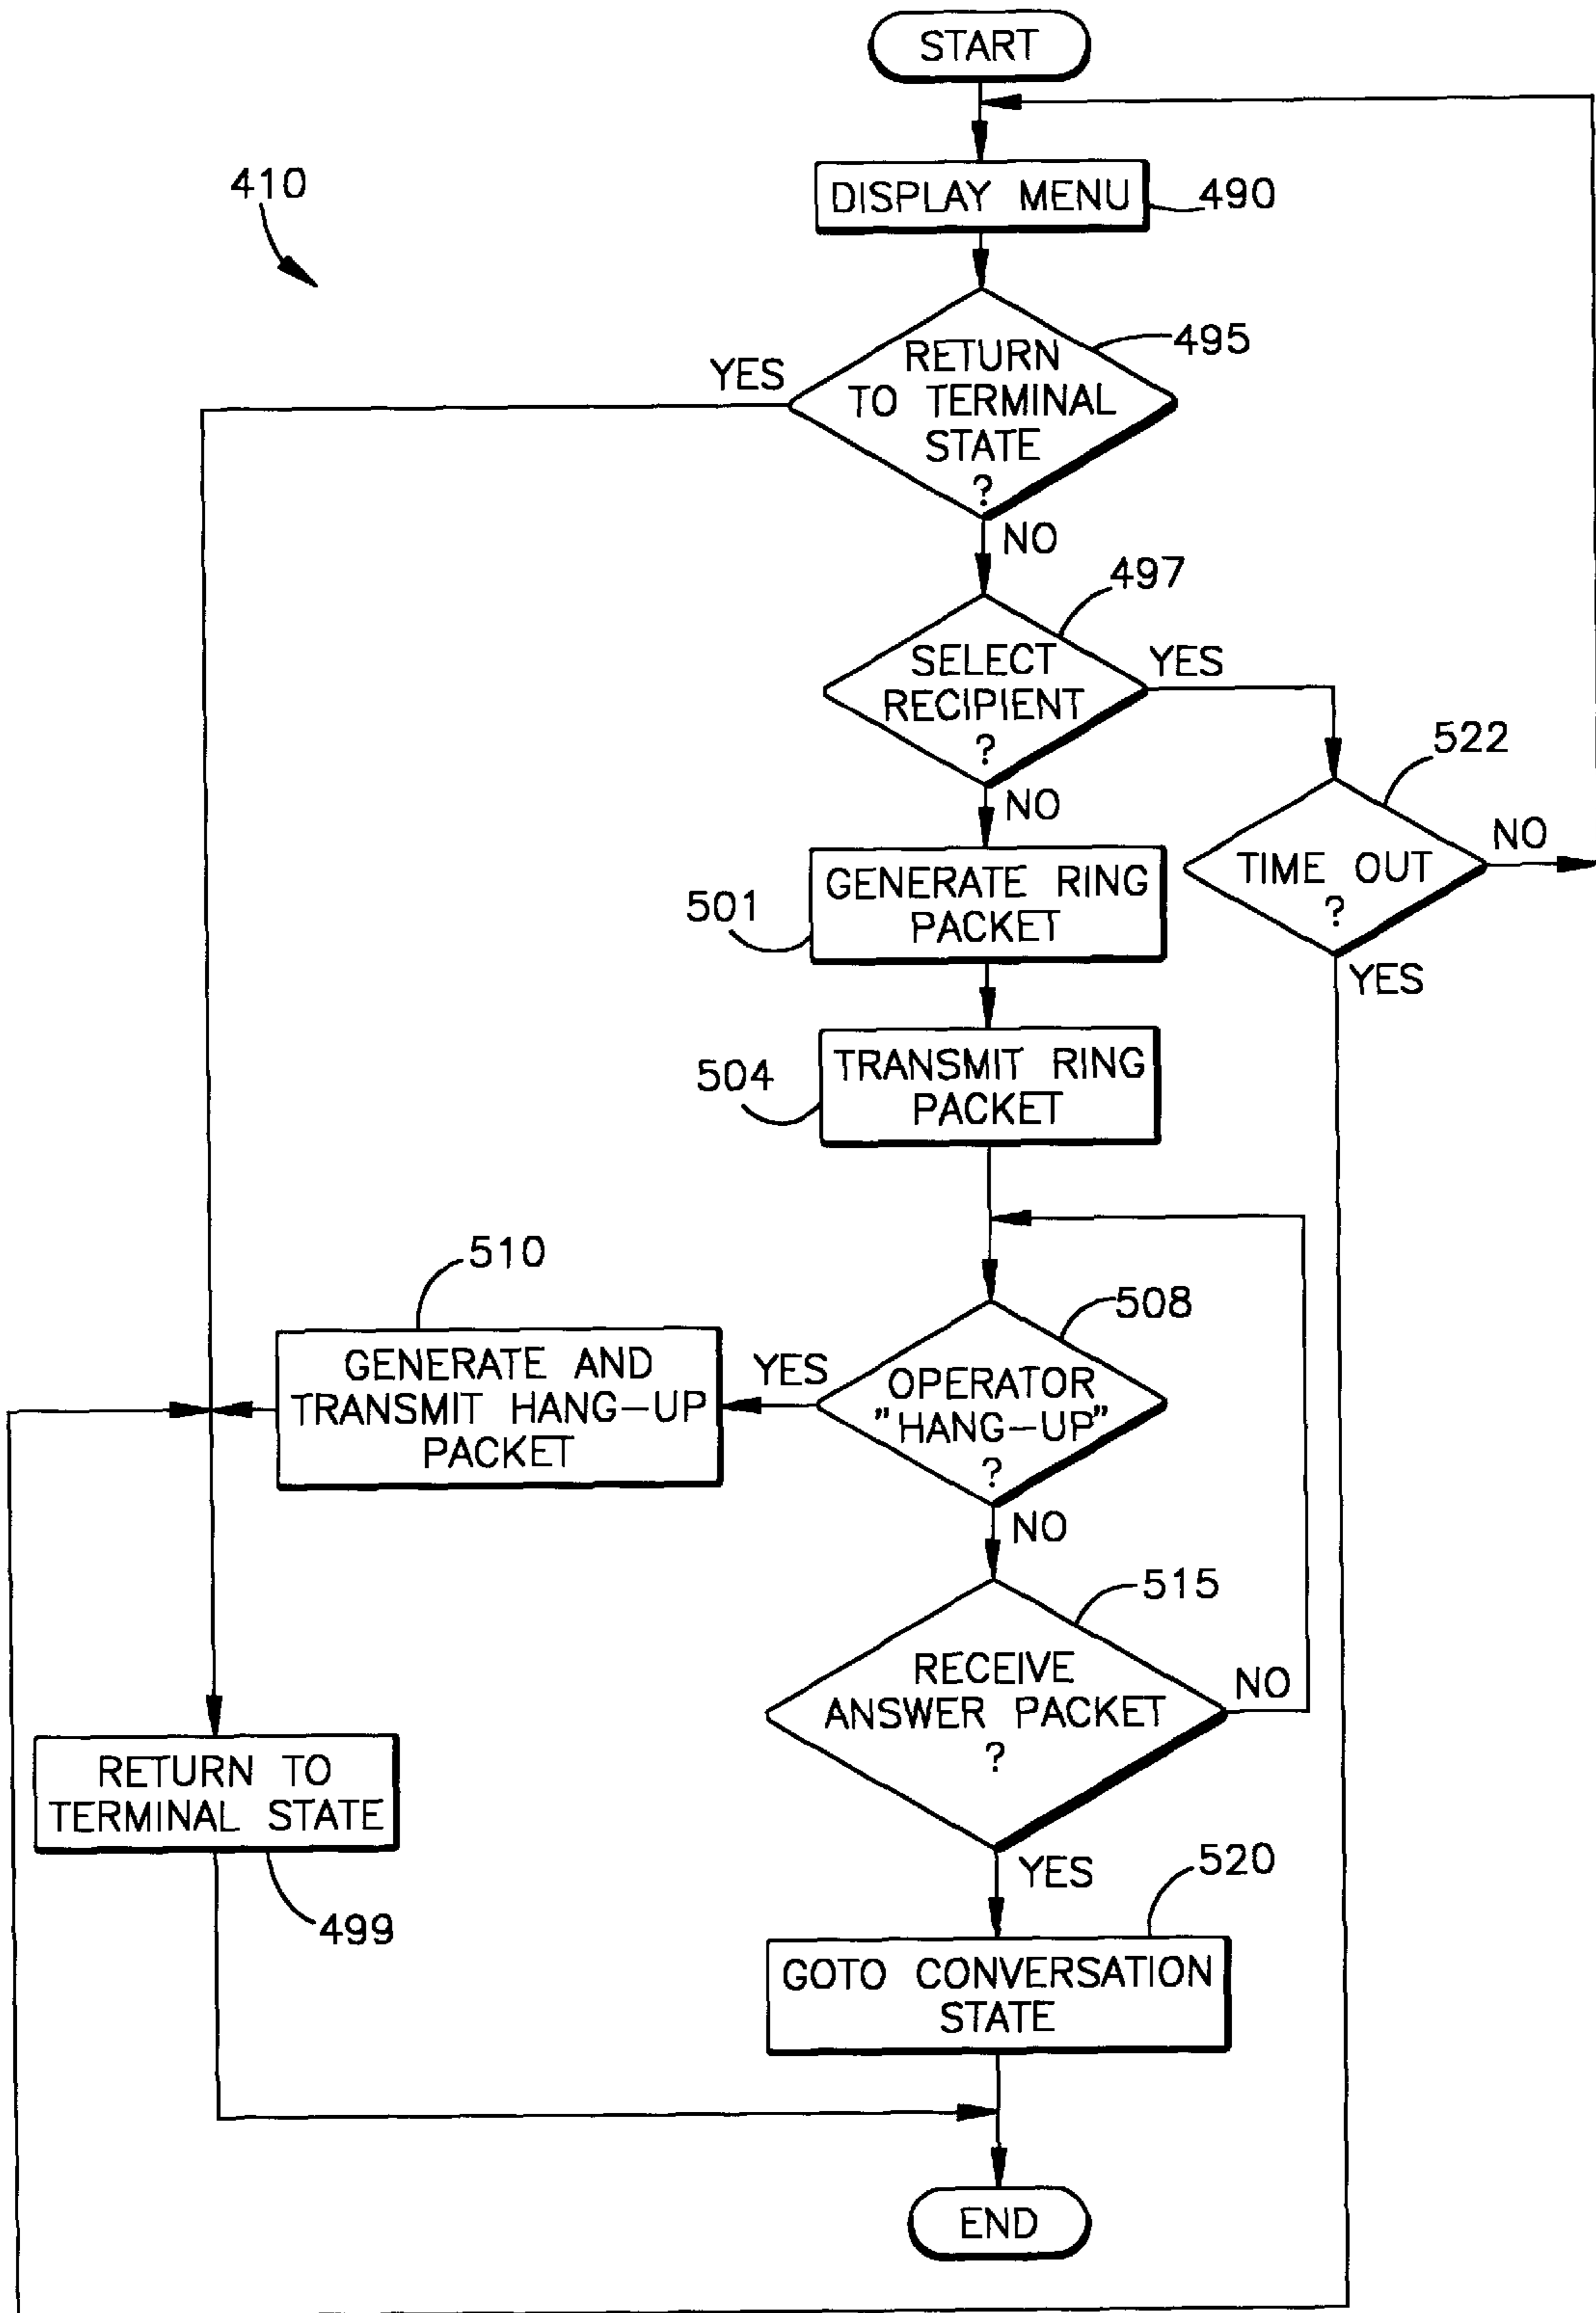 START
410
DISPLAY MENU
490
RETURN
TO TERMINAL
STATE
?
495
YES
NO
497
SELECT
RECIPIENT
?
YES
NO
522
TIME OUT
?
NO
YES
GENERATE RING
PACKET
501
TRANSMIT RING
PACKET
504
510
GENERATE AND
TRANSMIT HANG-UP
PACKET
YES
508
OPERATOR
"HANG-UP"
?
NO
515
RECEIVE
ANSWER PACKET
?
NO
YES
RETURN TO
TERMINAL STATE
499
520
GOTO CONVERSATION
STATE
END